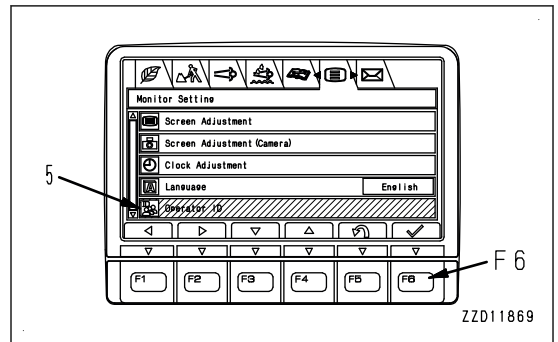 Monitor Setting
Screen Adjustment
Screen Adjustment(Camera)
Clock Adjustment
A Language English
5
Operator ID
F1 F2 F3 F4 F5 F6
F6
ZZD11869